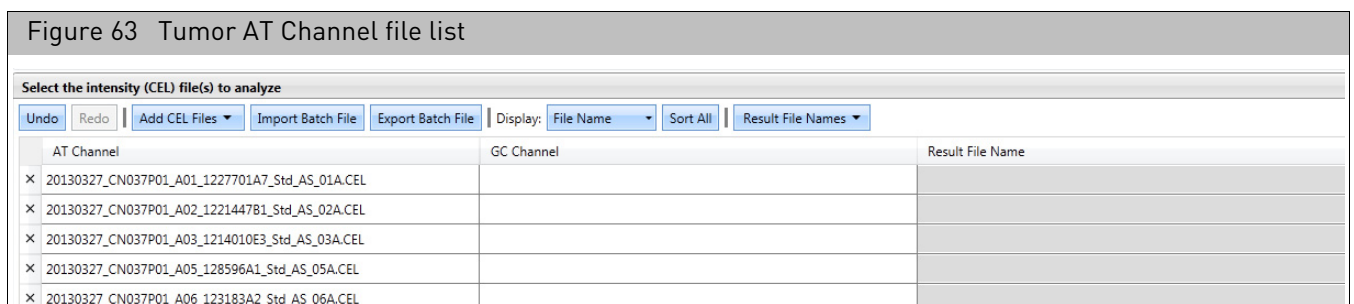 Figure 63 Tumor AT Channel file list
Select the intensity (CEL) file(s) to analyze
Undo Redo Add CEL Files Import Batch File Export Batch File Display: File Name Sort All Result File Names
AT Channel GC Channel Result File Name
× 20130327_CN037P01_A01_1227701A7_Std_AS_01A.CEL
× 20130327_CN037P01_A02_1221447B1_Std_AS_02A.CEL
× 20130327_CN037P01_A03_1214010E3_Std_AS_03A.CEL
× 20130327_CN037P01_A05_128596A1_Std_AS_05A.CEL
× 20130327_CN037P01_A06_123183A2_Std_AS_06A.CEL